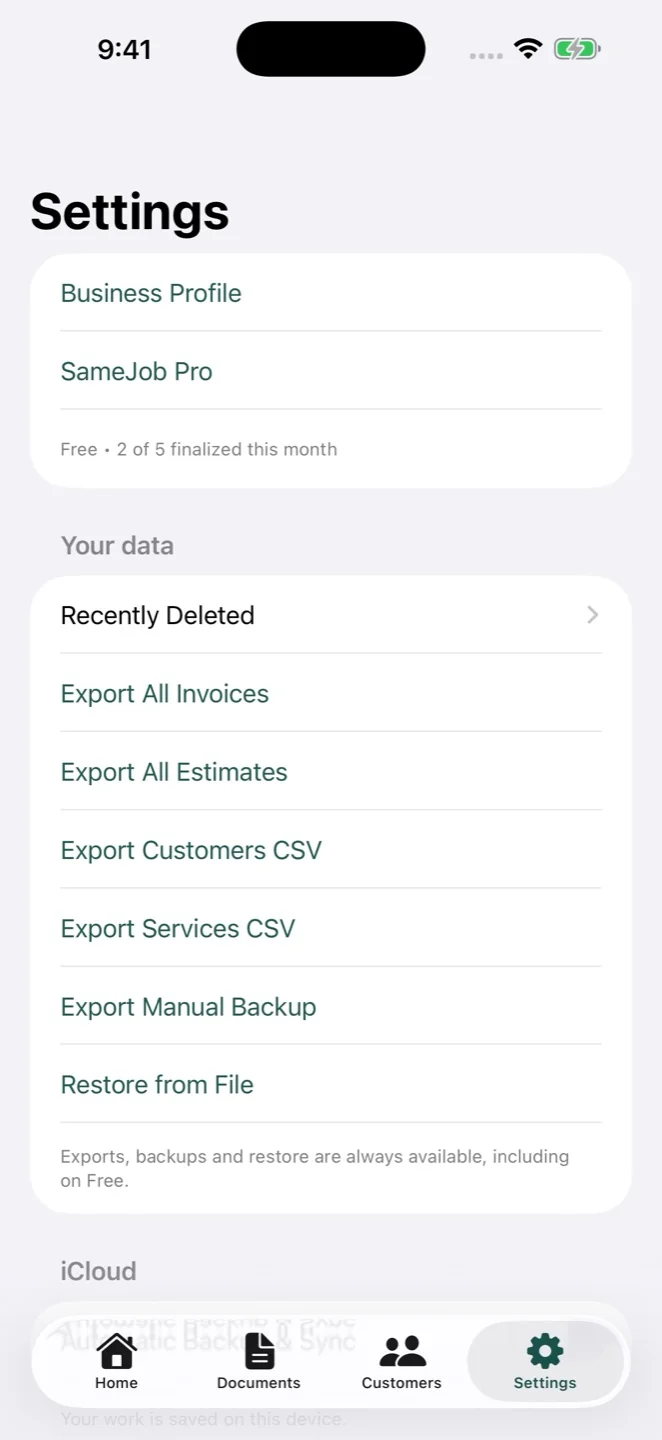 9:41
Settings
Business Profile
SameJob Pro
Free • 2 of 5 finalized this month
Your data
Recently Deleted
Export All Invoices
Export All Estimates
Export Customers CSV
Export Services CSV
Export Manual Backup
Restore from File
Exports, backups and restore are always available, including
on Free.
iCloud
Automatic Backup & Sync
Home
Documents
Customers
Settings
Your work is saved on this device.